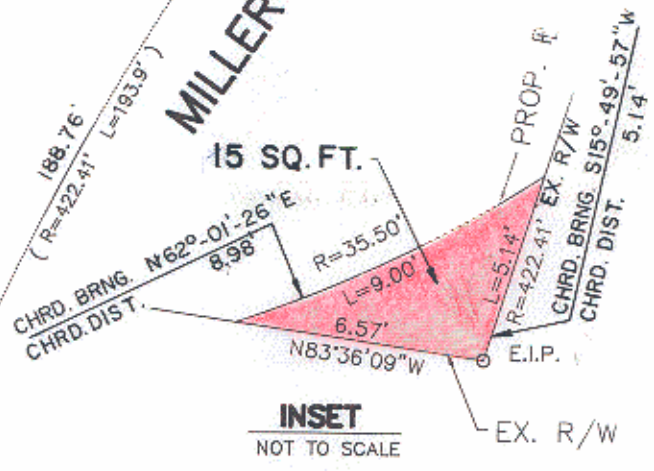 MILLER
188.76'
( R=422.41' L=193.9' )
15 SQ. FT.
PROP. ⅊
EX. R/W
CHRD. BRNG. S15°-49'-57"W
CHRD. DIST. 5.14'
CHRD. BRNG. N62°-01'-26"E
CHRD. DIST. 8.98'
R=35.50'
L=9.00'
L=5.14'
R=422.41'
6.57'
N83°36'09"W
E.I.P.
INSET
NOT TO SCALE
EX. R/W